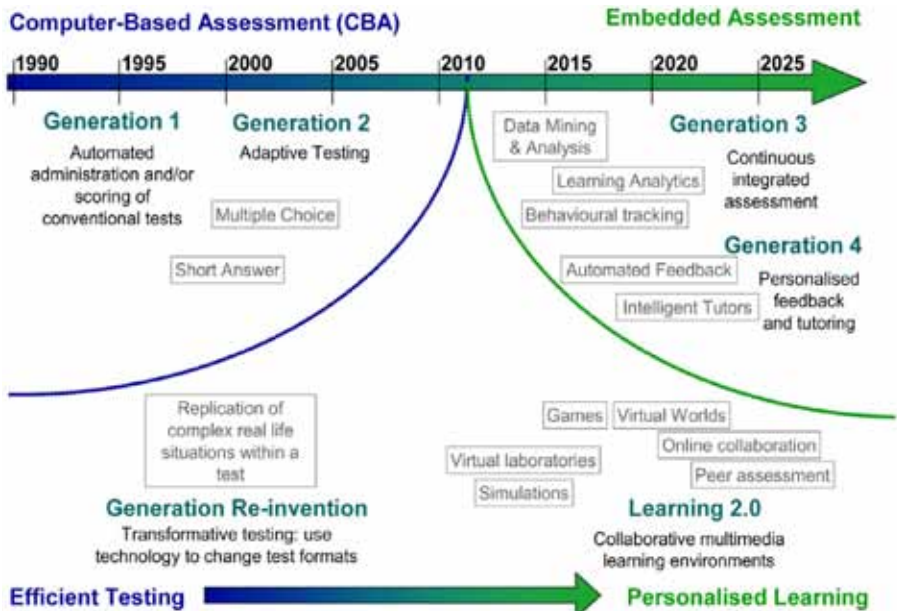 Computer-Based Assessment (CBA)
Embedded Assessment
1990 1995 2000 2005 2010 2015 2020 2025
Generation 1
Automated
administration and/or
scoring of
conventional tests
Generation 2
Adaptive Testing
Multiple Choice
Short Answer
Data Mining
& Analysis
Learning Analytics
Behavioural tracking
Generation 3
Continuous
integrated
assessment
Automated Feedback
Intelligent Tutors
Generation 4
Personalised
feedback
and tutoring
Replication of
complex real life
situations within a
test
Generation Re-invention
Transformative testing: use
technology to change test formats
Games
Virtual Worlds
Online collaboration
Peer assessment
Virtual laboratories
Simulations
Learning 2.0
Collaborative multimedia
learning environments
Efficient Testing
Personalised Learning